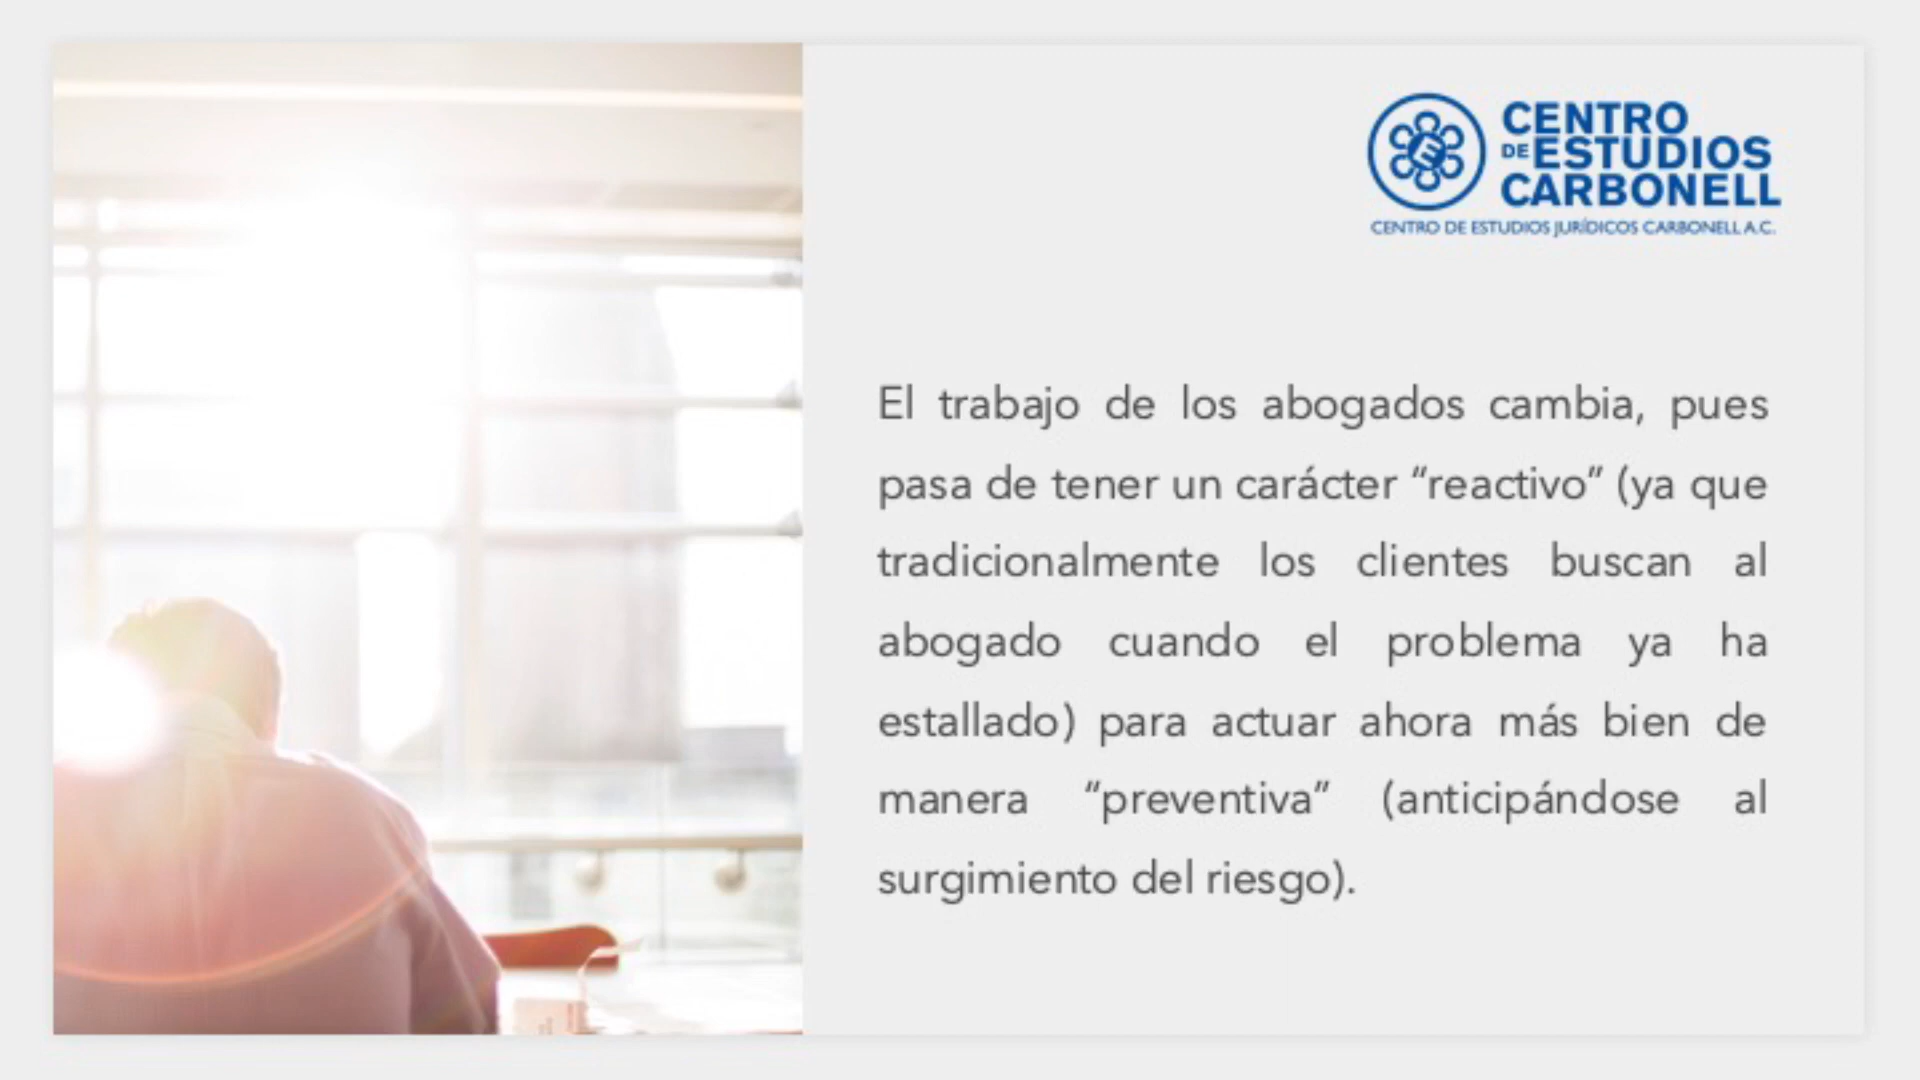 CENTRO
DE ESTUDIOS
CARBONELL
CENTRO DE ESTUDIOS JURÍDICOS CARBONELL A.C.
El trabajo de los abogados cambia, pues
pasa de tener un carácter “reactivo” (ya que
tradicionalmente los clientes buscan al
abogado cuando el problema ya ha
estallado) para actuar ahora más bien de
manera “preventiva” (anticipándose al
surgimiento del riesgo).